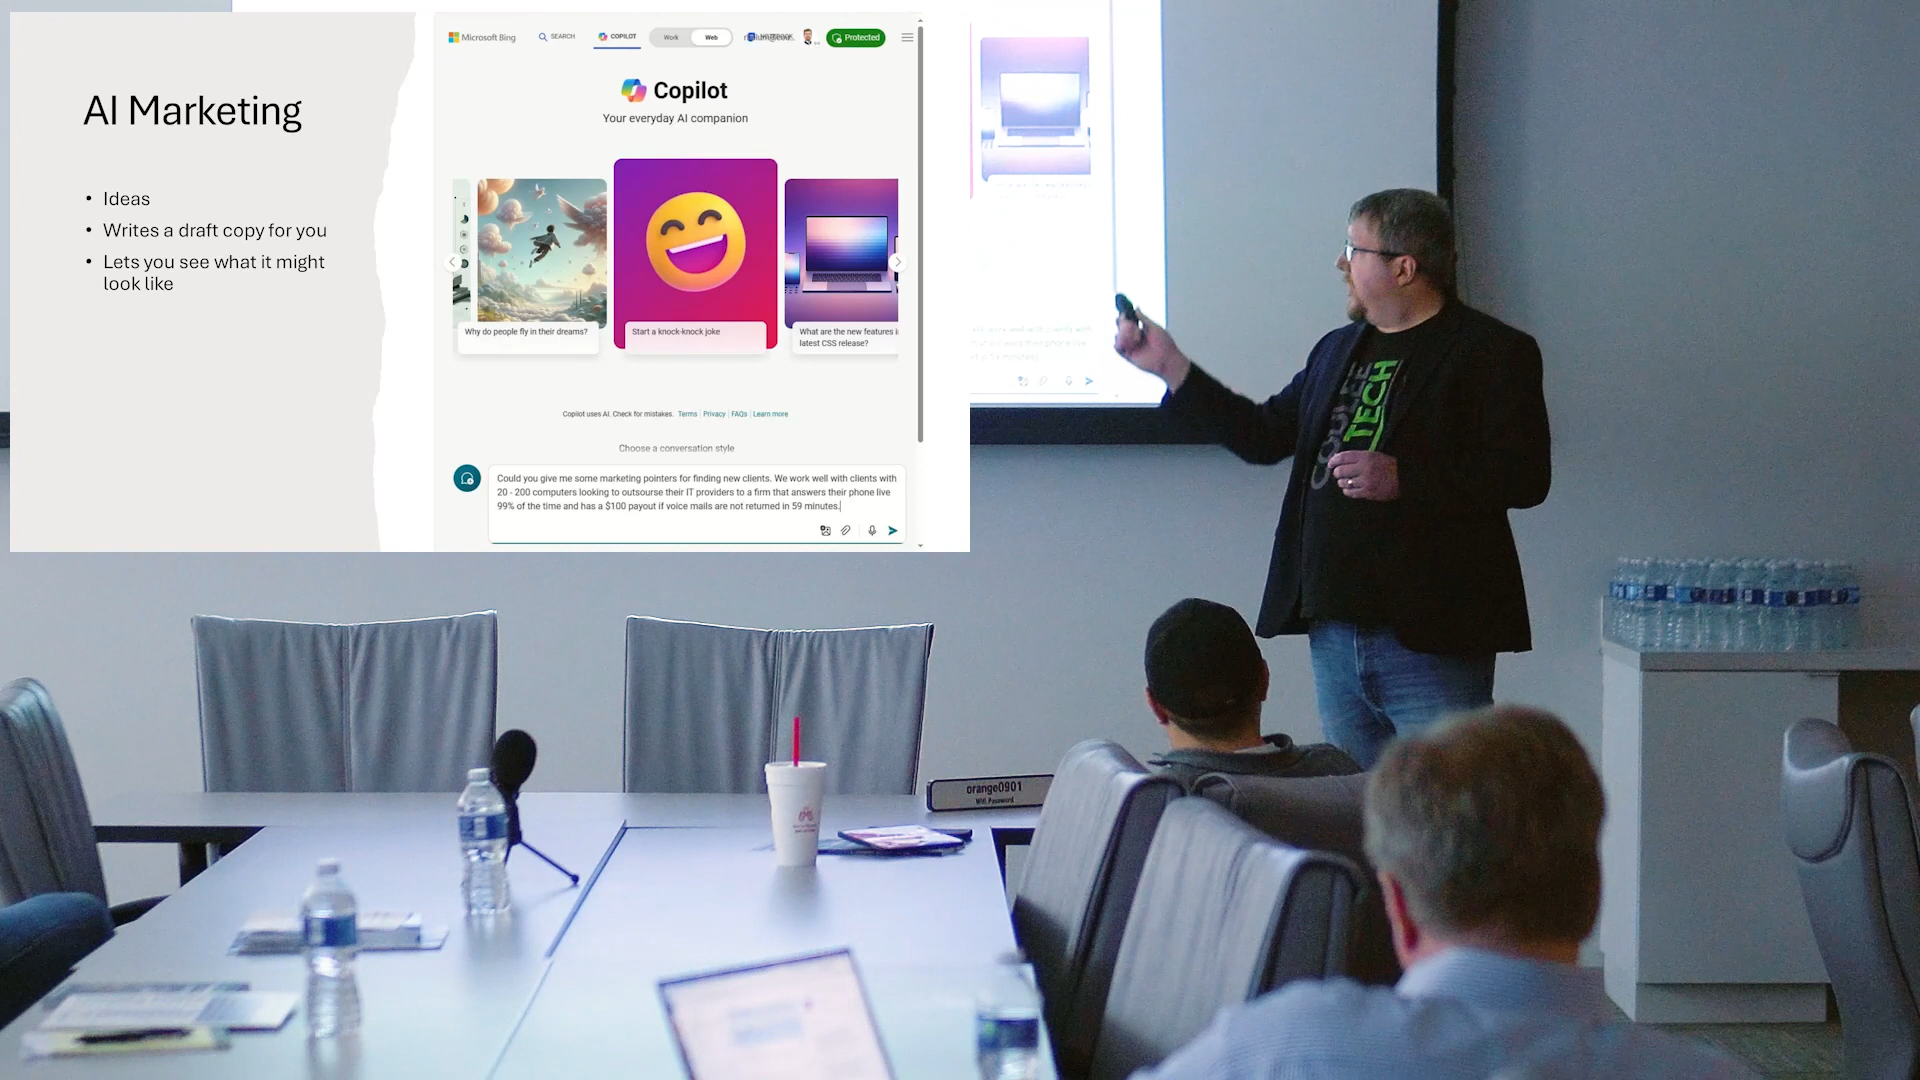 AI Marketing
• Ideas
• Writes a draft copy for you
• Lets you see what it might
look like
Microsoft Bing
SEARCH
COPILOT
Work
Web
Protected
Copilot
Your everyday AI companion
Why do people fly in their dreams?
Start a knock-knock joke
What are the new features i
latest CSS release?
Copilot uses AI. Check for mistakes. Terms | Privacy | FAQs | Learn more
Choose a conversation style
Could you give me some marketing pointers for finding new clients. We work well with clients with
20 - 200 computers looking to outsourse their IT providers to a firm that answers their phone live
99% of the time and has a $100 payout if voice mails are not returned in 59 minutes.
COULEE
TECH
orange0901
Wifi Password